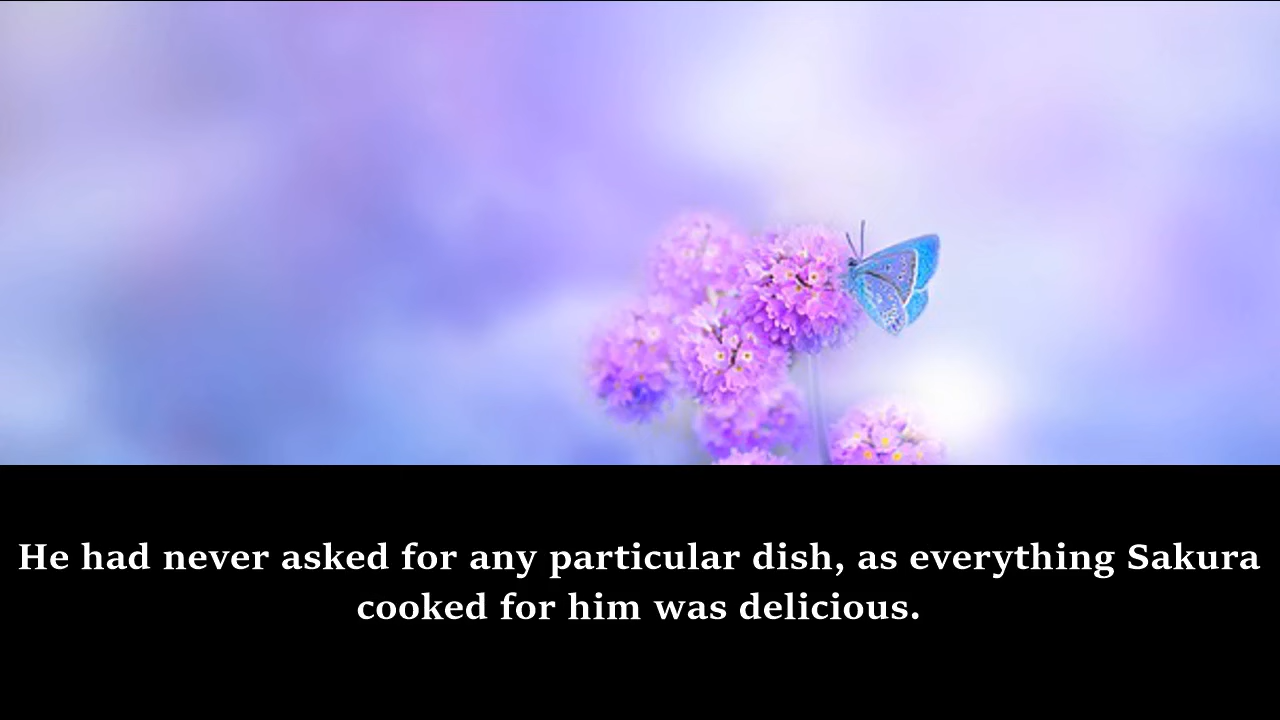 He had never asked for any particular dish, as everything Sakura
cooked for him was delicious.